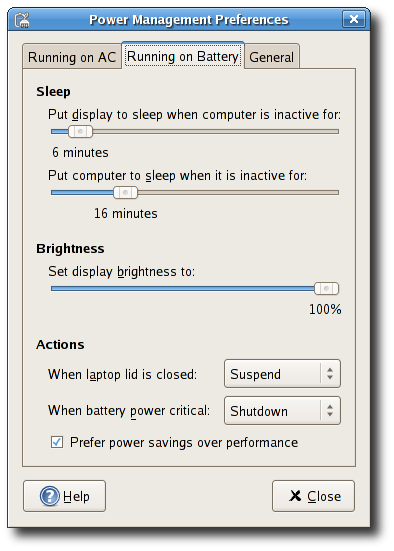 Power Management Preferences
Running on AC Running on Battery General
Sleep
Put display to sleep when computer is inactive for:
6 minutes
Put computer to sleep when it is inactive for:
16 minutes
Brightness
Set display brightness to:
100%
Actions
When laptop lid is closed: Suspend
When battery power critical: Shutdown
Prefer power savings over performance
Help Close